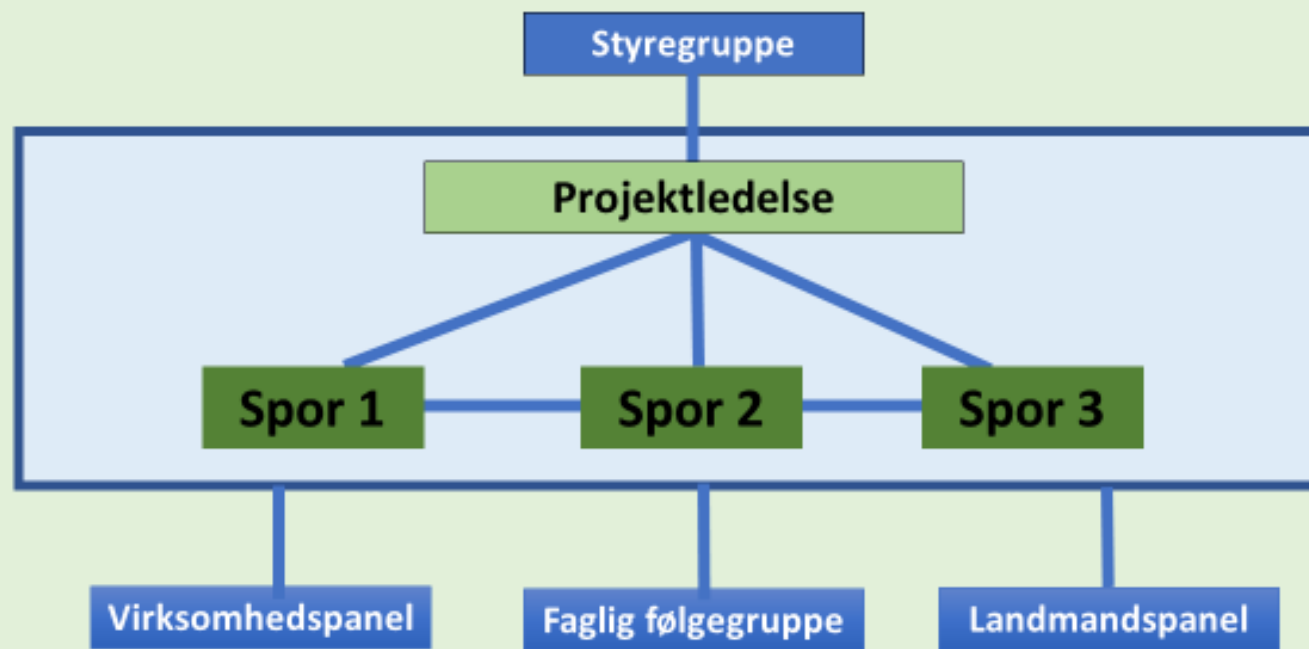 Styregruppe
Projektledelse
Spor 1
Spor 2
Spor 3
Virksomhedspanel
Faglig følgegruppe
Landmandspanel